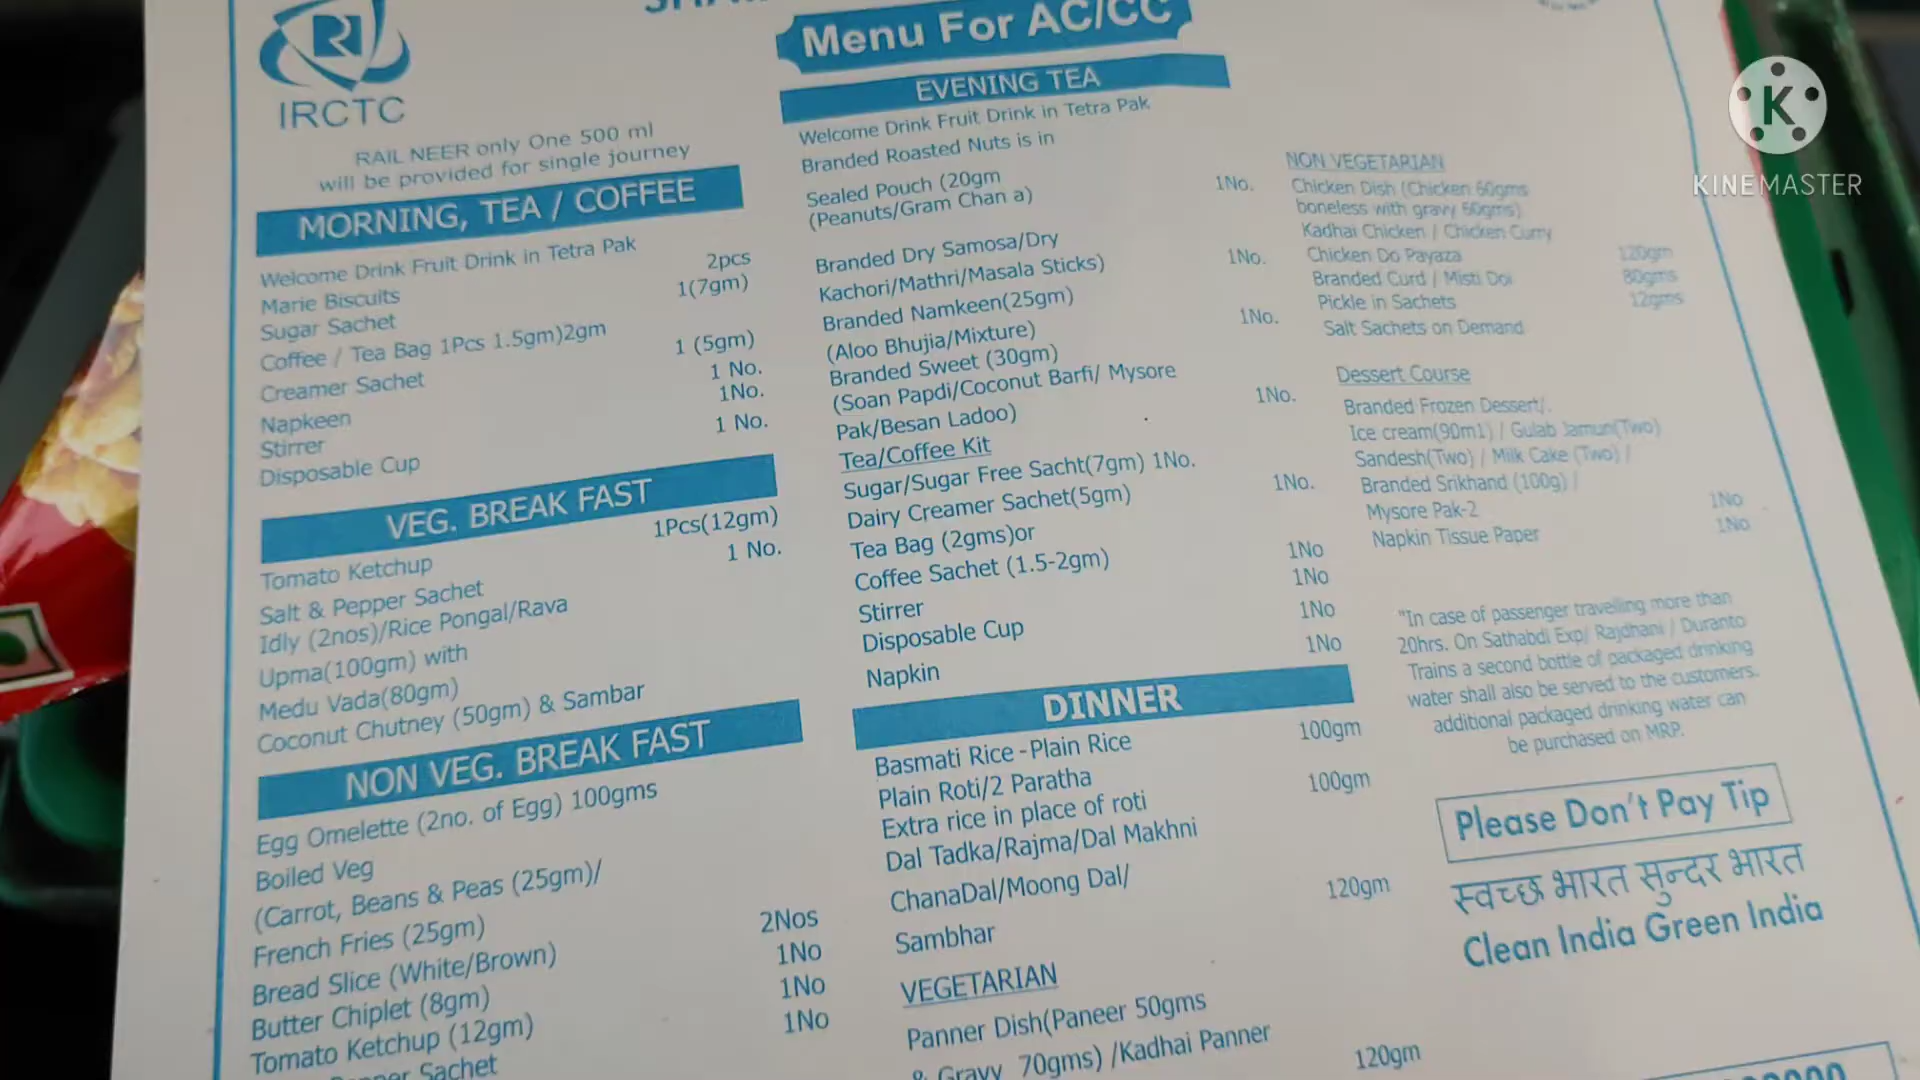 IRCTC
RAIL NEER only One 500 ml
will be provided for single journey
MORNING, TEA / COFFEE
Welcome Drink Fruit Drink in Tetra Pak
Marie Biscuits 2pcs
Sugar Sachet 1(7gm)
Coffee / Tea Bag 1Pcs 1.5gm)2gm
Creamer Sachet 1 (5gm)
Napkeen 1 No.
Stirrer 1No.
Disposable Cup 1 No.
VEG. BREAK FAST
Tomato Ketchup 1Pcs(12gm)
Salt & Pepper Sachet 1 No.
Idly (2nos)/Rice Pongal/Rava
Upma(100gm) with
Medu Vada(80gm)
Coconut Chutney (50gm) & Sambar
NON VEG. BREAK FAST
Egg Omelette (2no. of Egg) 100gms
Boiled Veg
(Carrot, Beans & Peas (25gm)/
French Fries (25gm)
Bread Slice (White/Brown) 2Nos
Butter Chiplet (8gm) 1No
Tomato Ketchup (12gm) 1No
Sachet 1No
Menu For AC/CC
EVENING TEA
Welcome Drink Fruit Drink in Tetra Pak
Branded Roasted Nuts is in
Sealed Pouch (20gm 1No.
(Peanuts/Gram Chan a)
Branded Dry Samosa/Dry
Kachori/Mathri/Masala Sticks) 1No.
Branded Namkeen(25gm)
(Aloo Bhujia/Mixture) 1No.
Branded Sweet (30gm)
(Soan Papdi/Coconut Barfi/ Mysore
Pak/Besan Ladoo) 1No.
Tea/Coffee Kit
Sugar/Sugar Free Sacht(7gm) 1No.
Dairy Creamer Sachet(5gm) 1No.
Tea Bag (2gms)or
Coffee Sachet (1.5-2gm) 1No
Stirrer 1No
Disposable Cup 1No
Napkin 1No
DINNER
Basmati Rice -Plain Rice 100gm
Plain Roti/2 Paratha
Extra rice in place of roti 100gm
Dal Tadka/Rajma/Dal Makhni
ChanaDal/Moong Dal/
Sambhar 120gm
VEGETARIAN
Panner Dish(Paneer 50gms
& Gravy 70gms) /Kadhai Panner 120gm
NON VEGETARIAN
Chicken Dish (Chicken 60gms
boneless with gravy 60gms)
Kadhai Chicken / Chicken Curry
Chicken Do Payaza 120gm
Branded Curd / Misti Doi 80gms
Pickle in Sachets 12gms
Salt Sachets on Demand
Dessert Course
Branded Frozen Dessert/.
Ice cream(90m1) / Gulab Jamun(Two)
Sandesh(Two) / Milk Cake (Two) /
Branded Srikhand (100g) /
Mysore Pak-2 1No
Napkin Tissue Paper 1No
"In case of passenger travelling more than
20hrs. On Sathabdi Exp/ Rajdhani / Duranto
Trains a second bottle of packaged drinking
water shall also be served to the customers.
additional packaged drinking water can
be purchased on MRP.
Please Don't Pay Tip
स्वच्छ भारत सुन्दर भारत
Clean India Green India
K
KINEMASTER